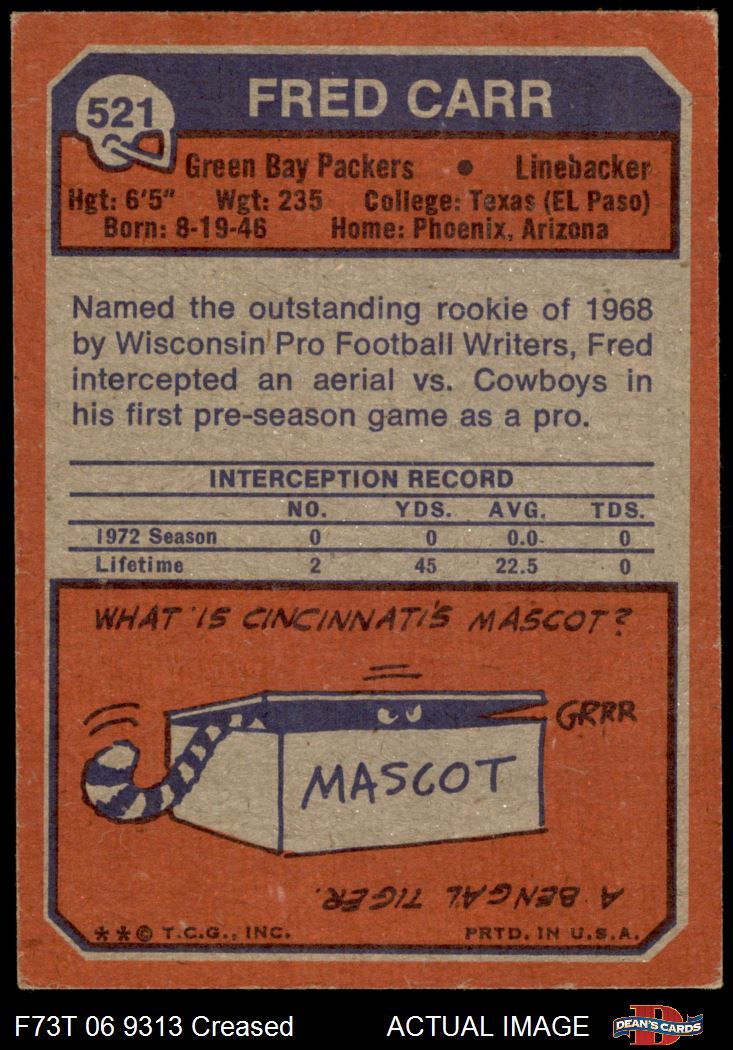 521
FRED CARR
Green Bay Packers • Linebacker
Hgt: 6'5" Wgt: 235 College: Texas (EL Paso)
Born: 8-19-46 Home: Phoenix, Arizona
Named the outstanding rookie of 1968
by Wisconsin Pro Football Writers, Fred
intercepted an aerial vs. Cowboys in
his first pre-season game as a pro.
INTERCEPTION RECORD
NO. YDS. AVG. TDS.
1972 Season 0 0 0.0 0
Lifetime 2 45 22.5 0
WHAT IS CINCINNATI'S MASCOT?
GRRR
MASCOT
A BENGAL TIGER.
**© T.C.G., INC. PRTD. IN U.S.A.
F73T 06 9313 Creased ACTUAL IMAGE
D
DEAN'S CARDS